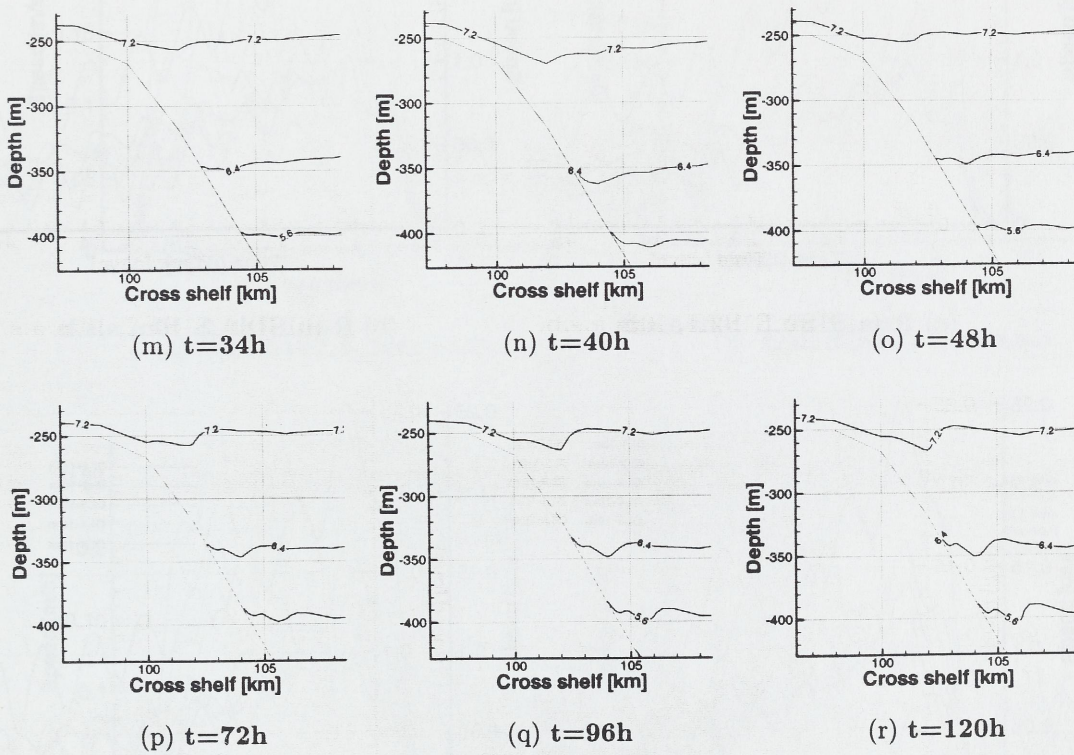 7.2 7.2
6.4
5.6
-250
-300
-350
-400
Depth [m]
100 105
Cross shelf [km]
(m) t=34h
7.2 7.2
6.4 6.4
-250
-300
-350
-400
Depth [m]
100 105
Cross shelf [km]
(n) t=40h
7.2 7.2
6.4
5.6
-250
-300
-350
-400
Depth [m]
100 105
Cross shelf [km]
(o) t=48h
7.2 7.2
6.4
-250
-300
-350
-400
Depth [m]
100 105
Cross shelf [km]
(p) t=72h
7.2 7.2
6.4
5.6
-250
-300
-350
-400
Depth [m]
100 105
Cross shelf [km]
(q) t=96h
7.2 7.2 7.2
6.4 6.4
5.6
-250
-300
-350
-400
Depth [m]
100 105
Cross shelf [km]
(r) t=120h